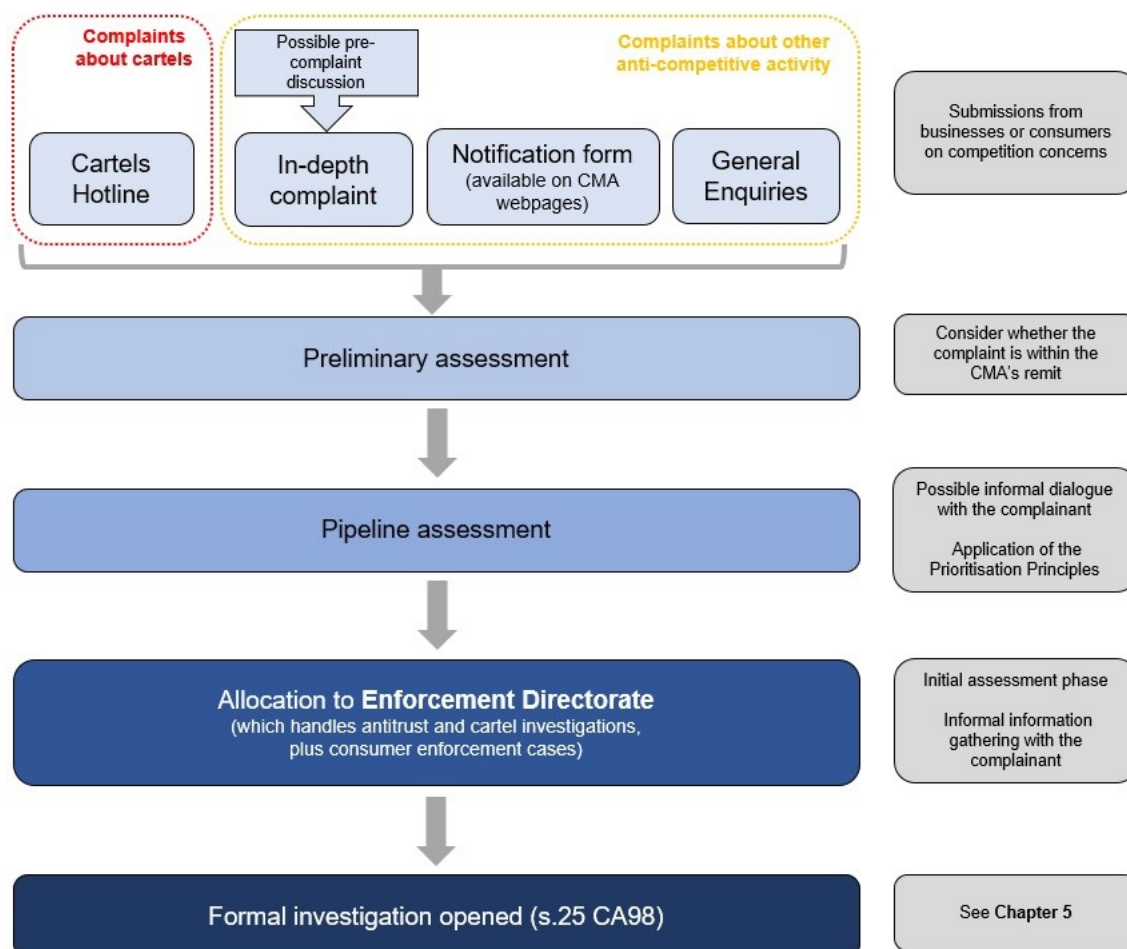 Complaints
about cartels
Possible pre-
complaint
discussion
Complaints about other
anti-competitive activity
Cartels
Hotline
In-depth
complaint
Notification form
(available on CMA
webpages)
General
Enquiries
Submissions from
businesses or consumers
on competition concerns
Preliminary assessment
Consider whether the
complaint is within the
CMA's remit
Pipeline assessment
Possible informal dialogue
with the complainant
Application of the
Prioritisation Principles
Allocation to Enforcement Directorate
(which handles antitrust and cartel investigations,
plus consumer enforcement cases)
Initial assessment phase
Informal information
gathering with the
complainant
Formal investigation opened (s.25 CA98)
See Chapter 5